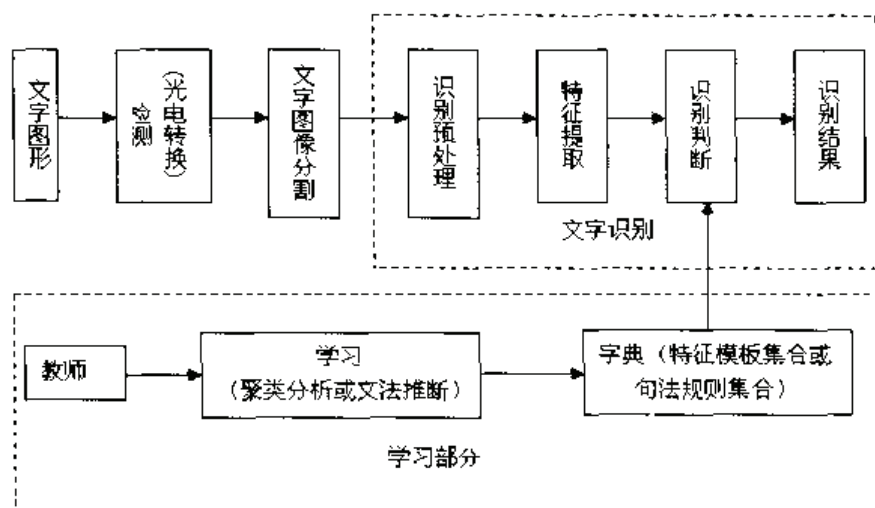 文字图形
检测
（光电转换）
文字图像分割
识别预处理
特征提取
识别判断
识别结果
文字识别
教师
学习
（聚类分析或文法推断）
字典（特征模板集合或
句法规则集合）
学习部分